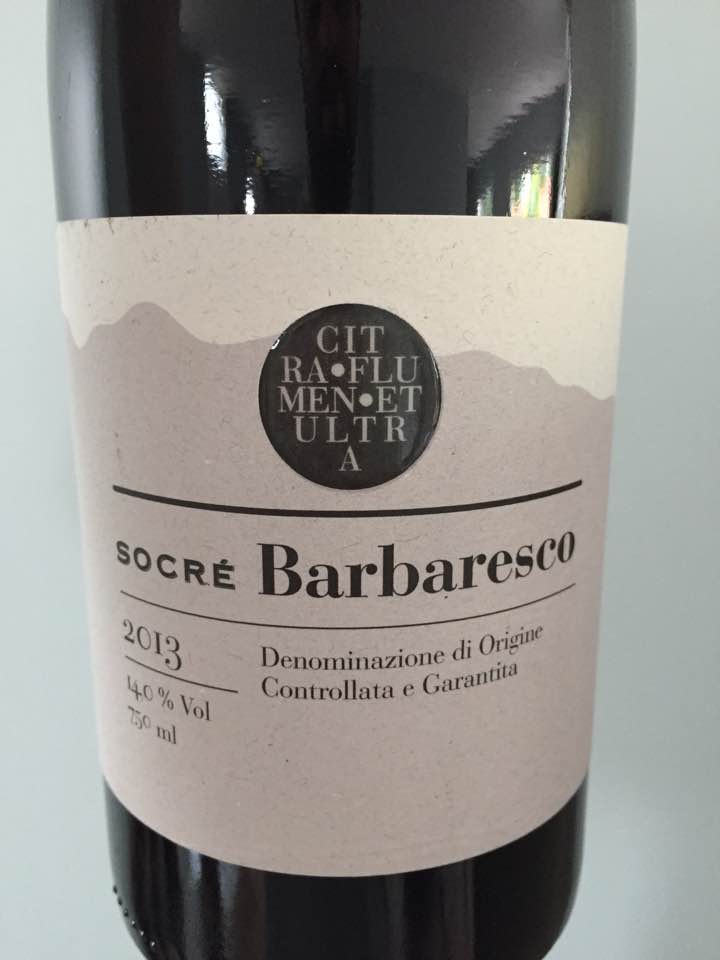 CIT
RA•FLU
MEN•ET
ULTR
A
SOCRÉ Barbaresco
2013
14,0 % Vol
750 ml
Denominazione di Origine
Controllata e Garantita